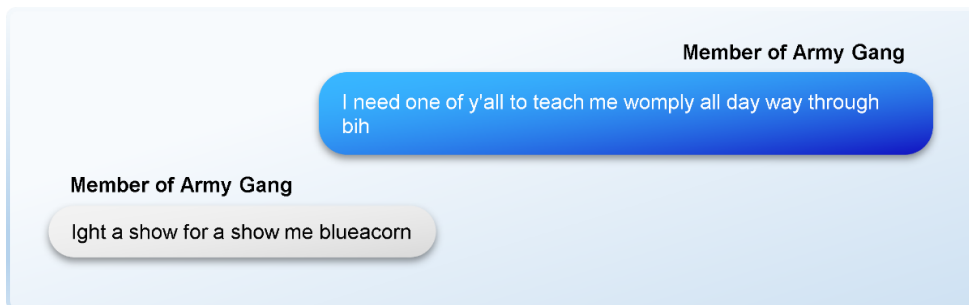 Member of Army Gang
I need one of y'all to teach me womply all day way through
bih
Member of Army Gang
Ight a show for a show me blueacorn